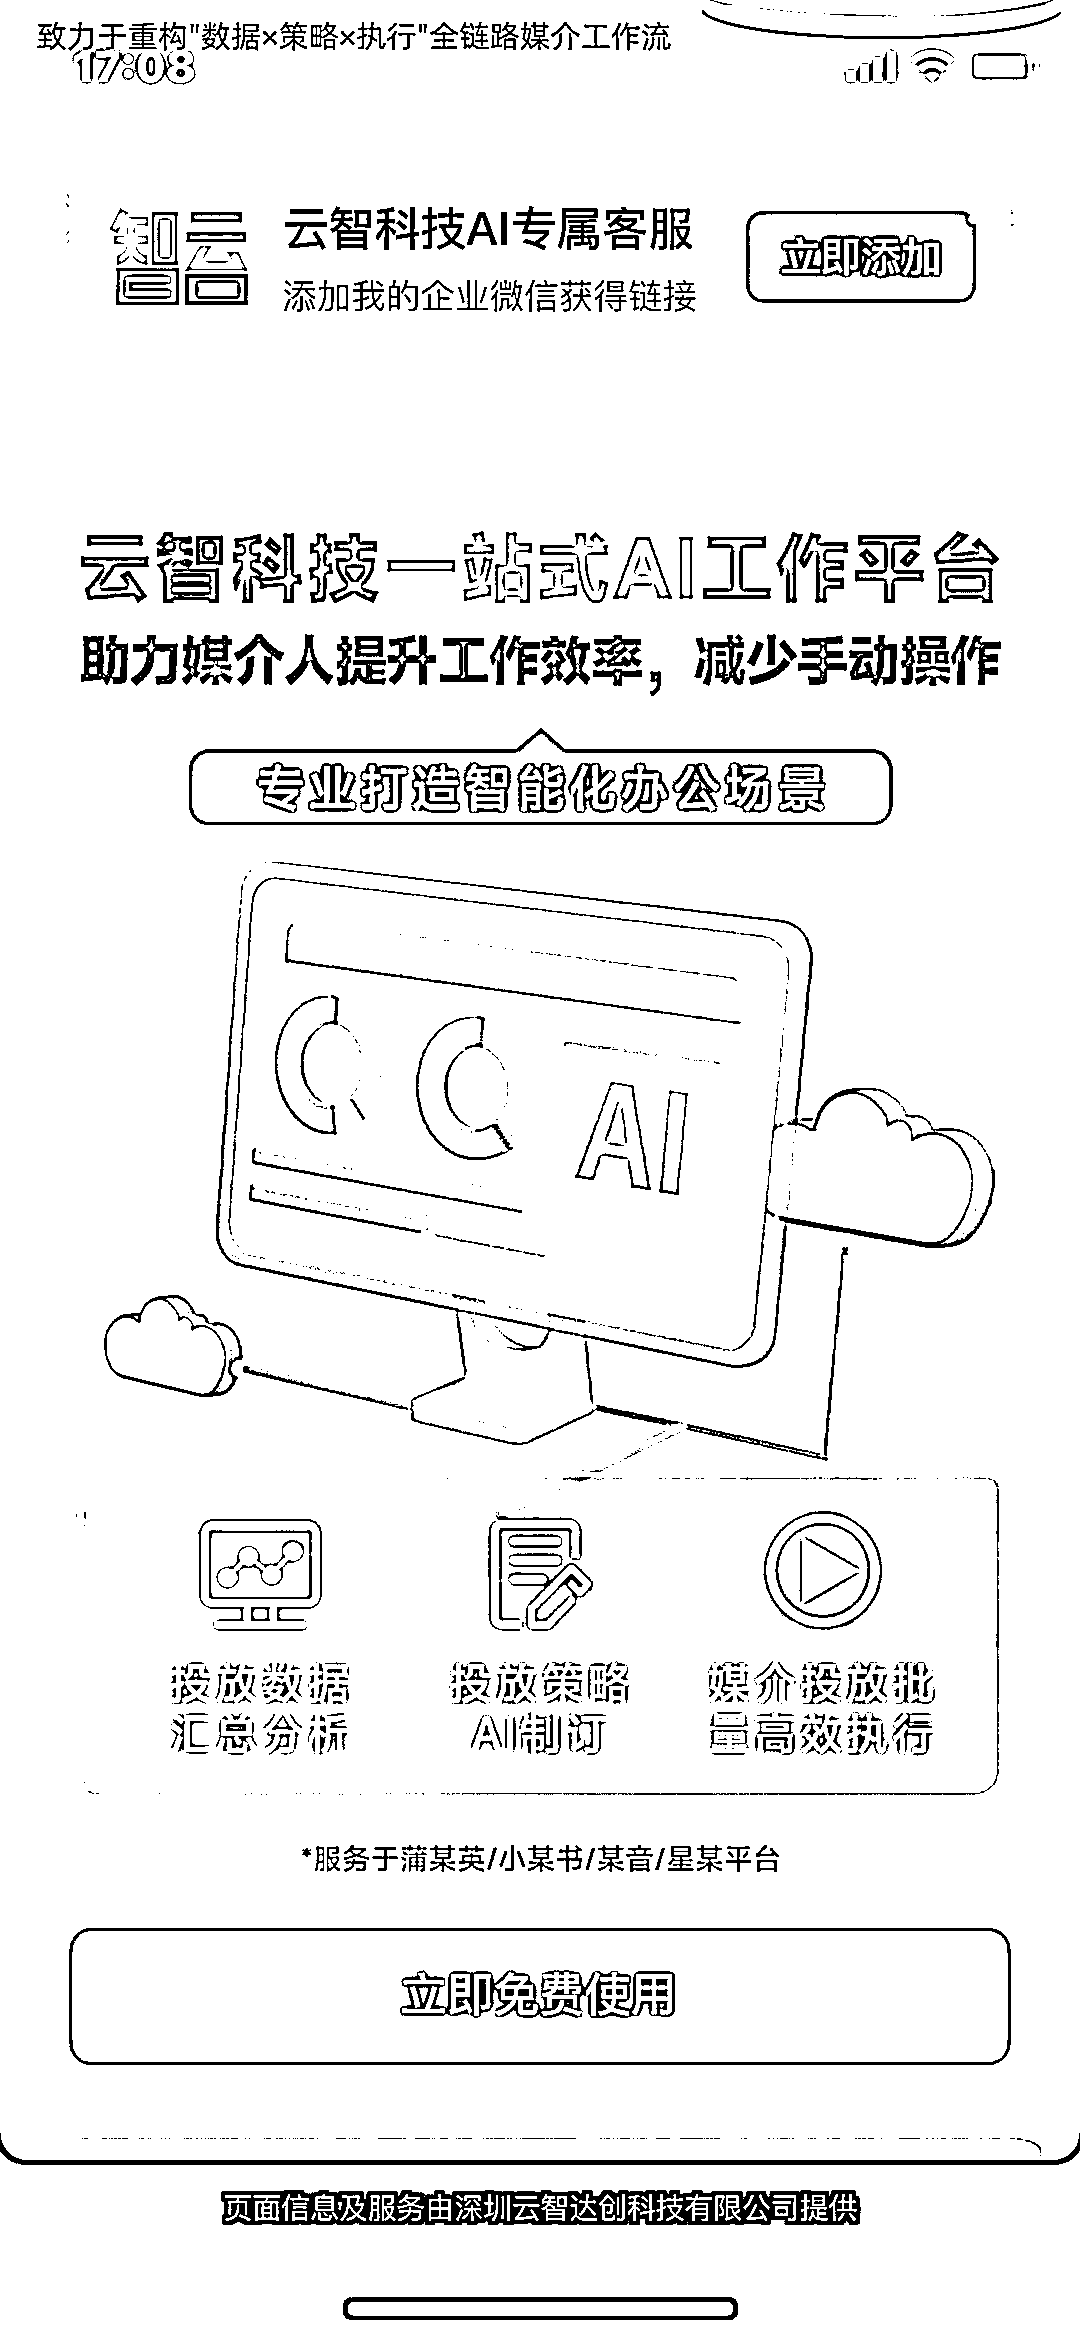 致力于重构"数据×策略×执行"全链路媒介工作流
17:08
智云
云智科技AI专属客服
添加我的企业微信获得链接
立即添加
云智科技一站式AI工作平台
助力媒介人提升工作效率，减少手动操作
专业打造智能化办公场景
AI
投放数据
汇总分析
投放策略
AI制订
媒介投放批
量高效执行
*服务于蒲某英/小某书/某音/星某平台
立即免费使用
页面信息及服务由深圳云智达创科技有限公司提供